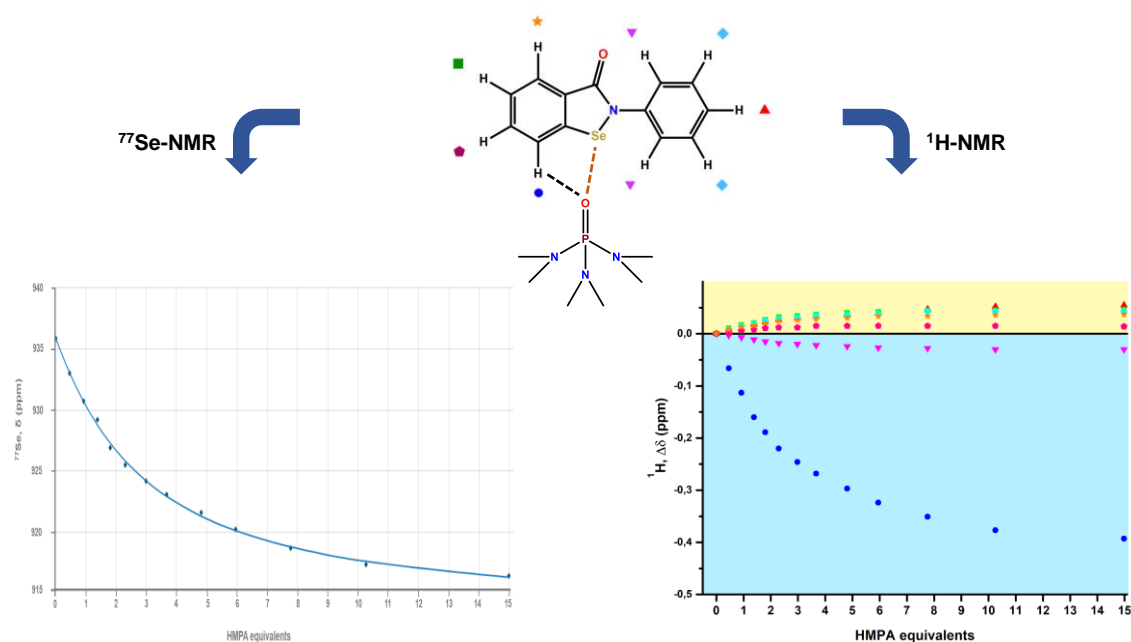 H
O
H
H
H
H
N
H
H
Se
H
H
H
O
P
N
N
N
⁷⁷Se-NMR
¹H-NMR
940
935
930
925
920
915
⁷⁷Se, δ (ppm)
0 1 2 3 4 5 6 7 8 9 10 11 12 13 14 15
HMPA equivalents
0,0
-0,1
-0,2
-0,3
-0,4
-0,5
¹H, Δδ (ppm)
0 1 2 3 4 5 6 7 8 9 10 11 12 13 14 15
HMPA equivalents